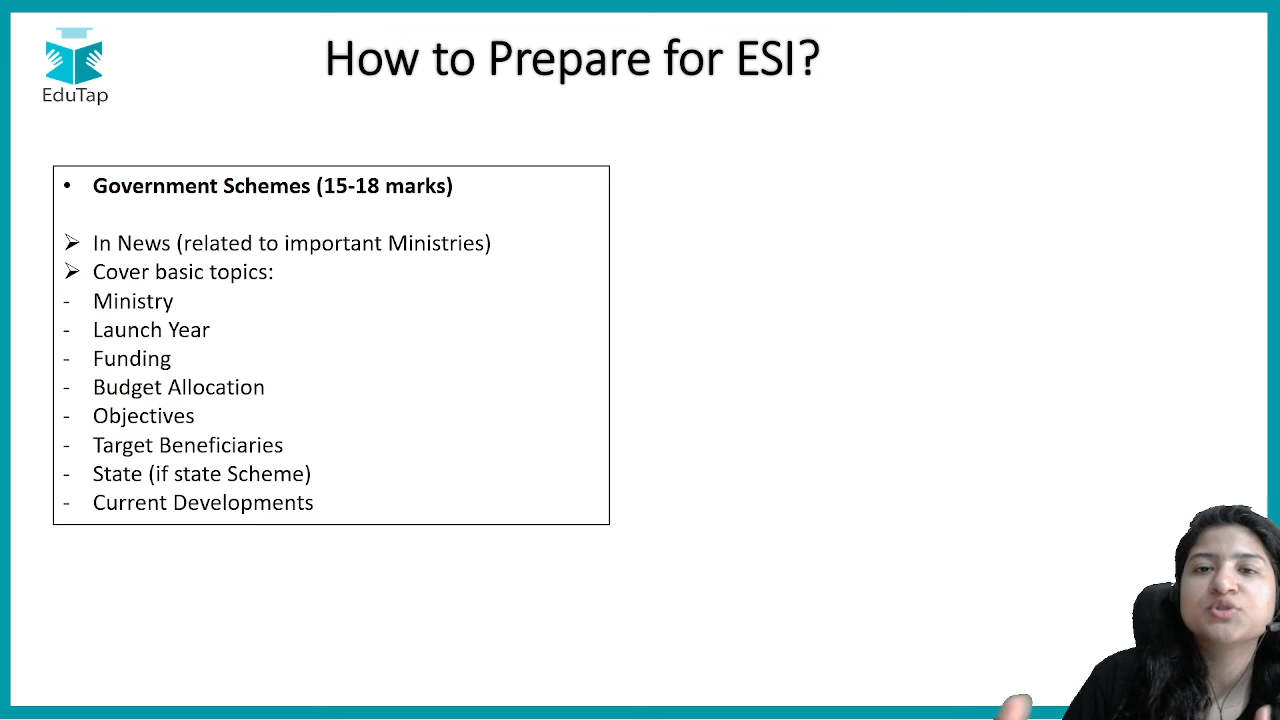 How to Prepare for ESI?
EduTap
• Government Schemes (15-18 marks)
➢ In News (related to important Ministries)
➢ Cover basic topics:
- Ministry
- Launch Year
- Funding
- Budget Allocation
- Objectives
- Target Beneficiaries
- State (if state Scheme)
- Current Developments